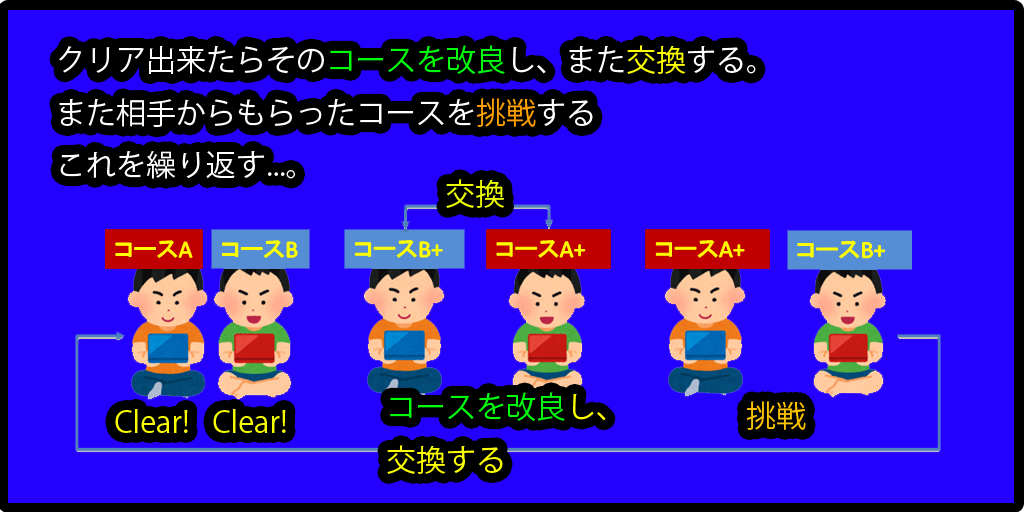 クリア出来たらそのコースを改良し、また交換する。
また相手からもらったコースを挑戦する
これを繰り返す...。
交換
コースA
コースB
コースB+
コースA+
コースA+
コースB+
Clear!
Clear!
コースを改良し、
交換する
挑戦